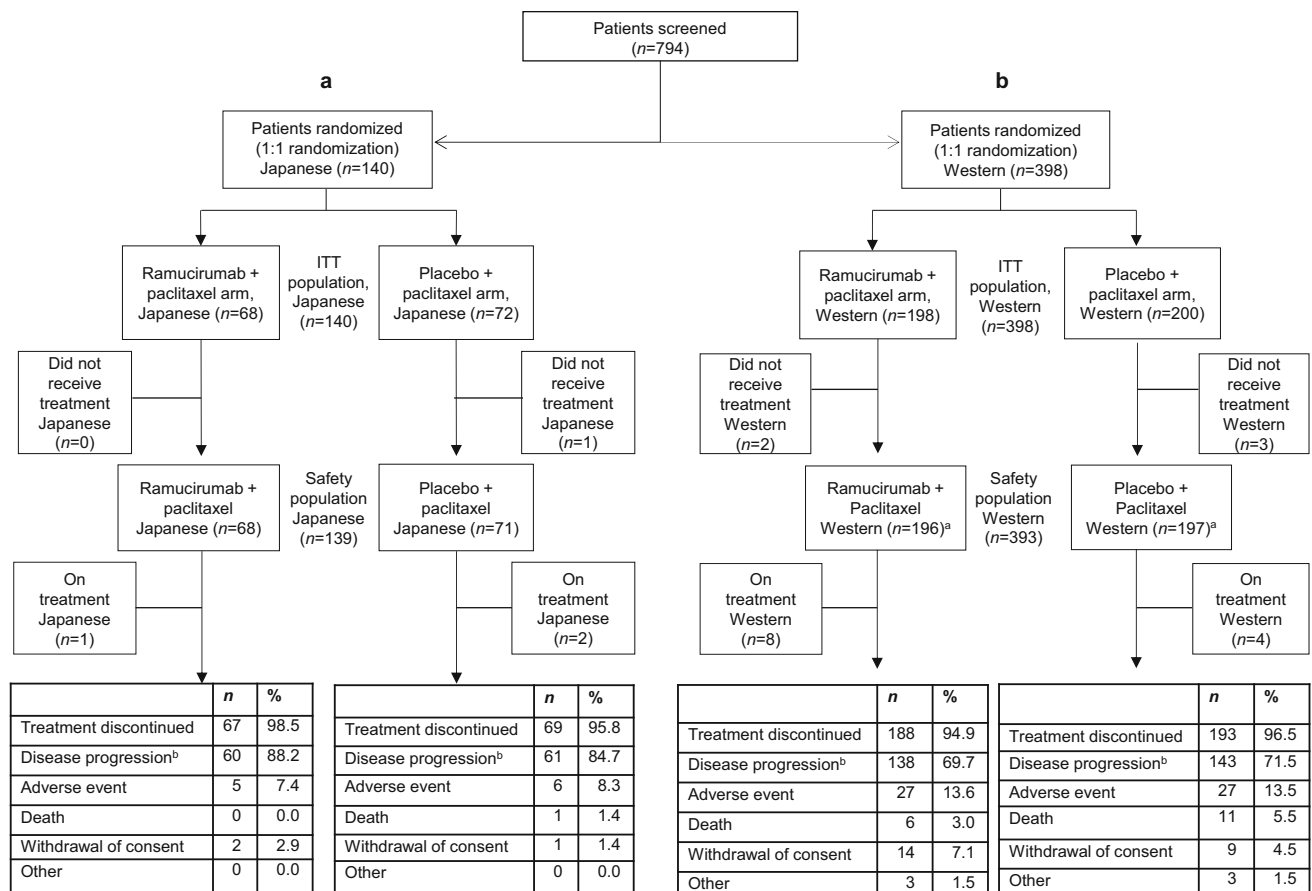 Patients screened
(n=794)
a
b
Patients randomized
(1:1 randomization)
Japanese (n=140)
Patients randomized
(1:1 randomization)
Western (n=398)
Ramucirumab +
paclitaxel arm,
Japanese (n=68)
ITT
population,
Japanese
(n=140)
Placebo +
paclitaxel arm,
Japanese (n=72)
Ramucirumab +
paclitaxel arm,
Western (n=198)
ITT
population,
Western
(n=398)
Placebo +
paclitaxel arm,
Western (n=200)
Did not
receive
treatment
Japanese
(n=0)
Did not
receive
treatment
Japanese
(n=1)
Did not
receive
treatment
Western
(n=2)
Did not
receive
treatment
Western
(n=3)
Ramucirumab +
paclitaxel
Japanese (n=68)
Safety
population
Japanese
(n=139)
Placebo +
paclitaxel
Japanese (n=71)
Ramucirumab +
Paclitaxel
Western (n=196)ᵃ
Safety
population
Western
(n=393)
Placebo +
Paclitaxel
Western (n=197)ᵃ
On
treatment
Japanese
(n=1)
On
treatment
Japanese
(n=2)
On
treatment
Western
(n=8)
On
treatment
Western
(n=4)
n %
Treatment discontinued 67 98.5
Disease progressionᵇ 60 88.2
Adverse event 5 7.4
Death 0 0.0
Withdrawal of consent 2 2.9
Other 0 0.0
n %
Treatment discontinued 69 95.8
Disease progressionᵇ 61 84.7
Adverse event 6 8.3
Death 1 1.4
Withdrawal of consent 1 1.4
Other 0 0.0
n %
Treatment discontinued 188 94.9
Disease progressionᵇ 138 69.7
Adverse event 27 13.6
Death 6 3.0
Withdrawal of consent 14 7.1
Other 3 1.5
n %
Treatment discontinued 193 96.5
Disease progressionᵇ 143 71.5
Adverse event 27 13.5
Death 11 5.5
Withdrawal of consent 9 4.5
Other 3 1.5